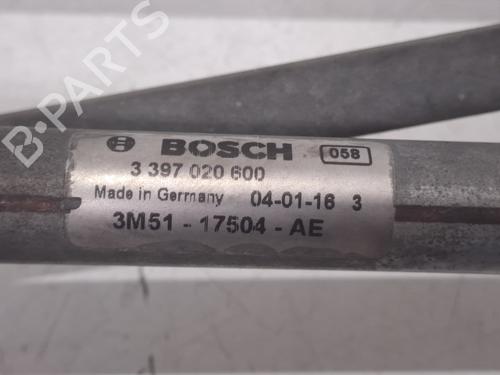 BOSCH 058
3 397 020 600
Made in Germany 04-01-16 3
3M51 - 17504 - AE
B-PARTS